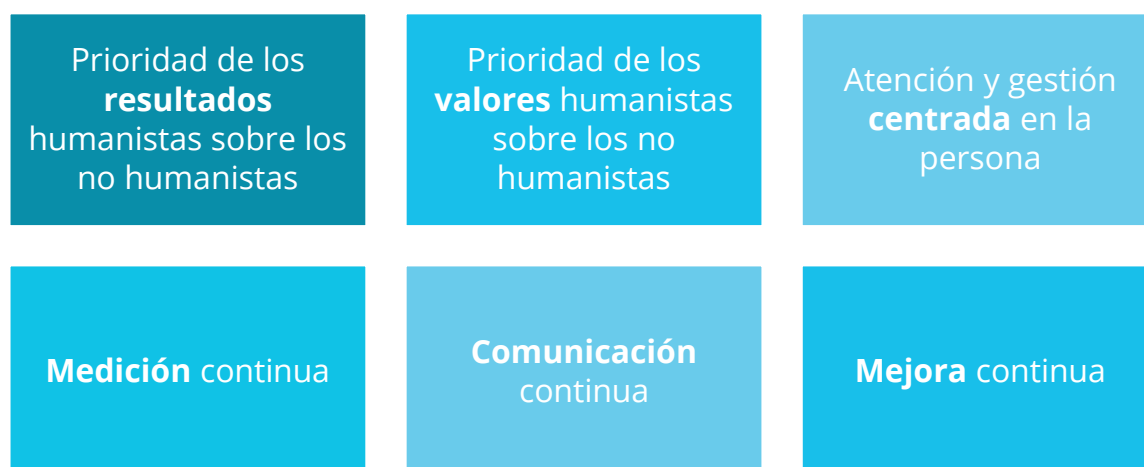 Prioridad de los
resultados
humanistas sobre los
no humanistas
Prioridad de los
valores humanistas
sobre los no
humanistas
Atención y gestión
centrada en la
persona
Medición continua
Comunicación
continua
Mejora continua